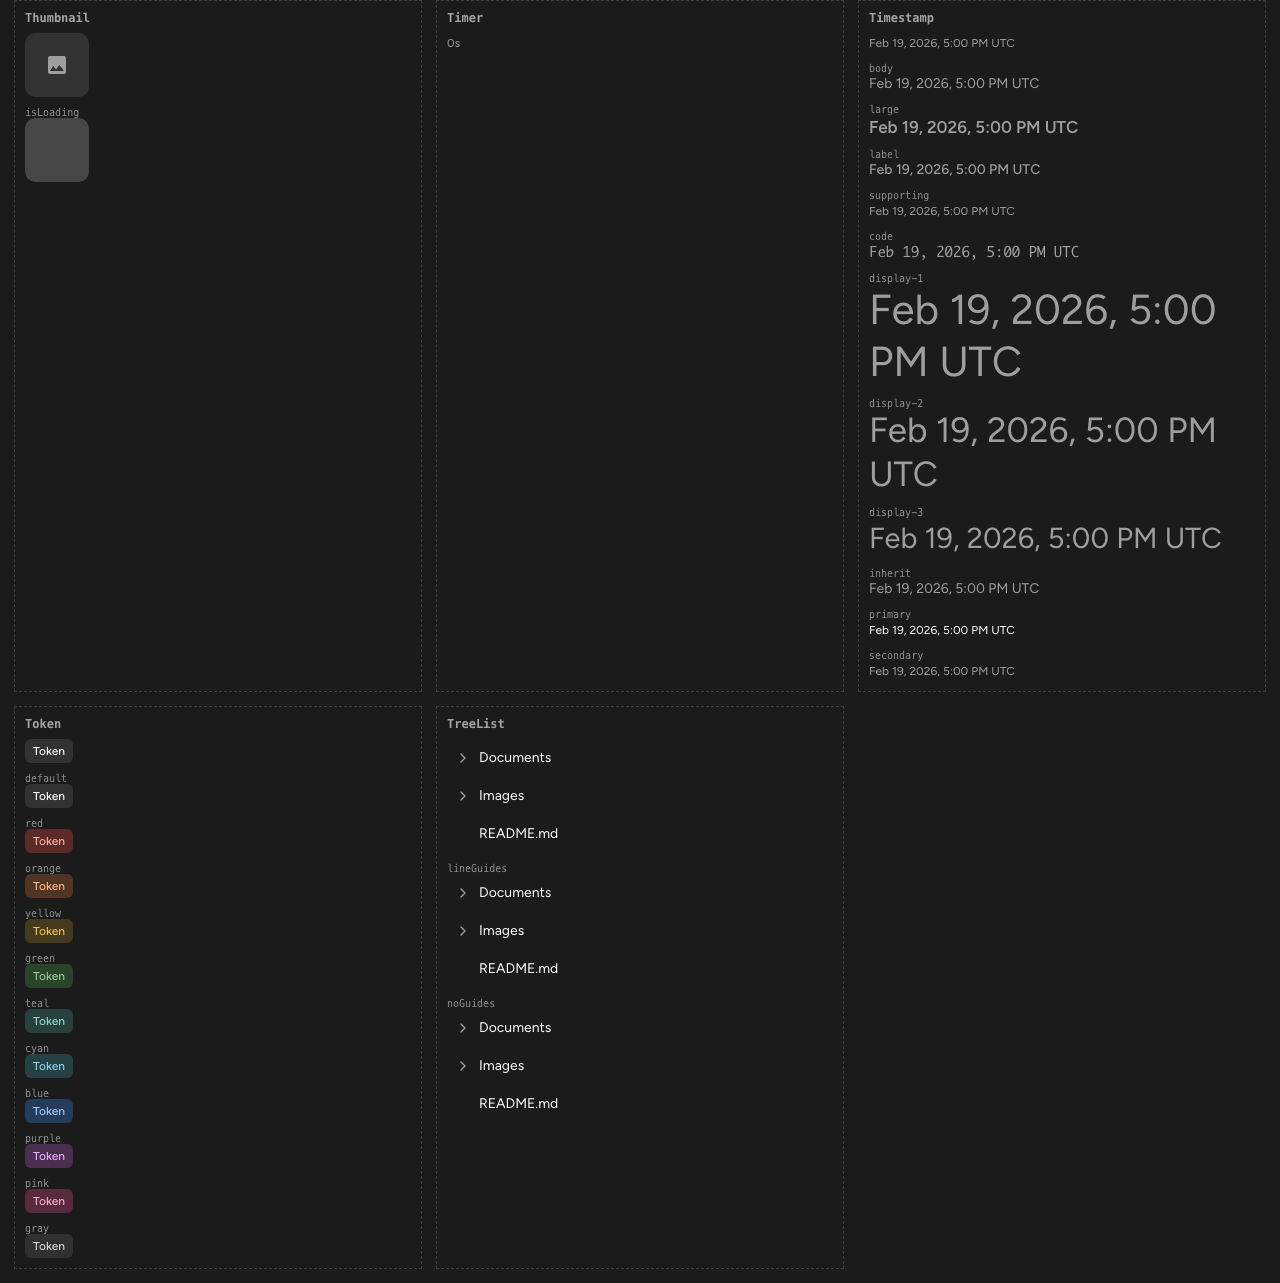 Thumbnail
isLoading
Timer
0s
Timestamp
Feb 19, 2026, 5:00 PM UTC
body
Feb 19, 2026, 5:00 PM UTC
large
Feb 19, 2026, 5:00 PM UTC
label
Feb 19, 2026, 5:00 PM UTC
supporting
Feb 19, 2026, 5:00 PM UTC
code
Feb 19, 2026, 5:00 PM UTC
display-1
Feb 19, 2026, 5:00
PM UTC
display-2
Feb 19, 2026, 5:00 PM
UTC
display-3
Feb 19, 2026, 5:00 PM UTC
inherit
Feb 19, 2026, 5:00 PM UTC
primary
Feb 19, 2026, 5:00 PM UTC
secondary
Feb 19, 2026, 5:00 PM UTC
Token
Token
default
Token
red
Token
orange
Token
yellow
Token
green
Token
teal
Token
cyan
Token
blue
Token
purple
Token
pink
Token
gray
Token
TreeList
Documents
Images
README.md
lineGuides
Documents
Images
README.md
noGuides
Documents
Images
README.md